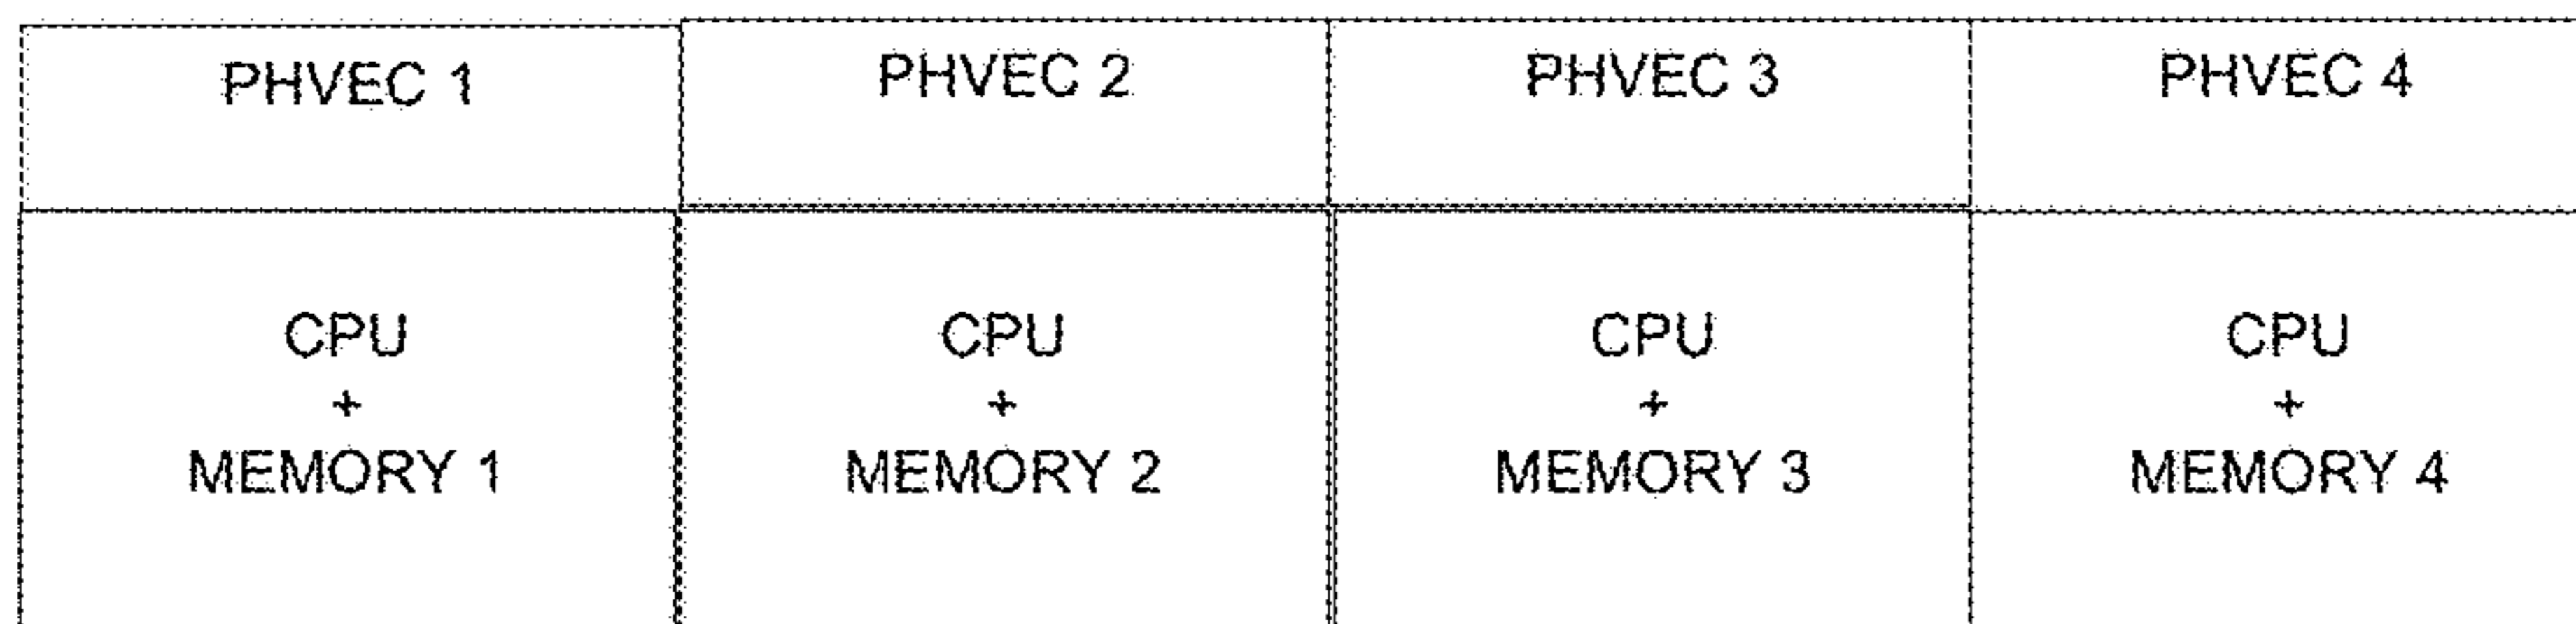 PHVEC 1 PHVEC 2 PHVEC 3 PHVEC 4
CPU CPU CPU CPU
+ + + +
MEMORY 1 MEMORY 2 MEMORY 3 MEMORY 4